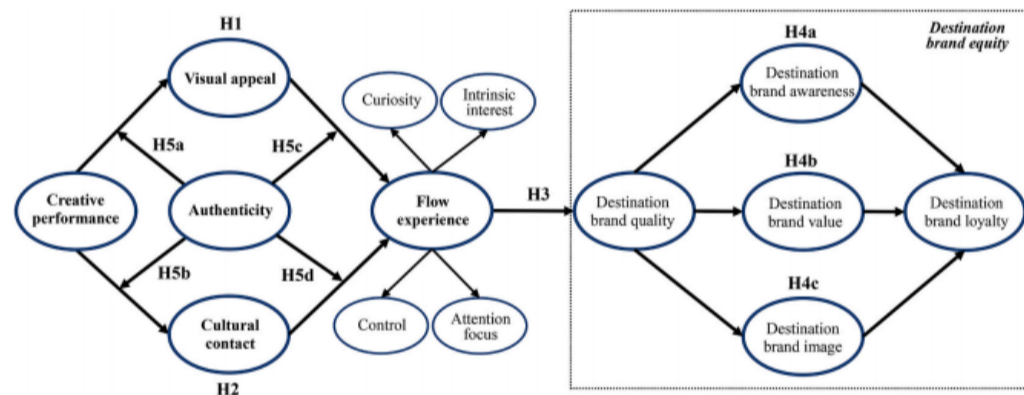 H1
Visual appeal
H5a
H5c
Creative
performance
Authenticity
H5b
H5d
Cultural
contact
H2
Curiosity
Intrinsic
interest
Flow
experience
Control
Attention
focus
H3
Destination
brand equity
H4a
Destination
brand awareness
H4b
Destination
brand quality
Destination
brand value
Destination
brand loyalty
H4c
Destination
brand image